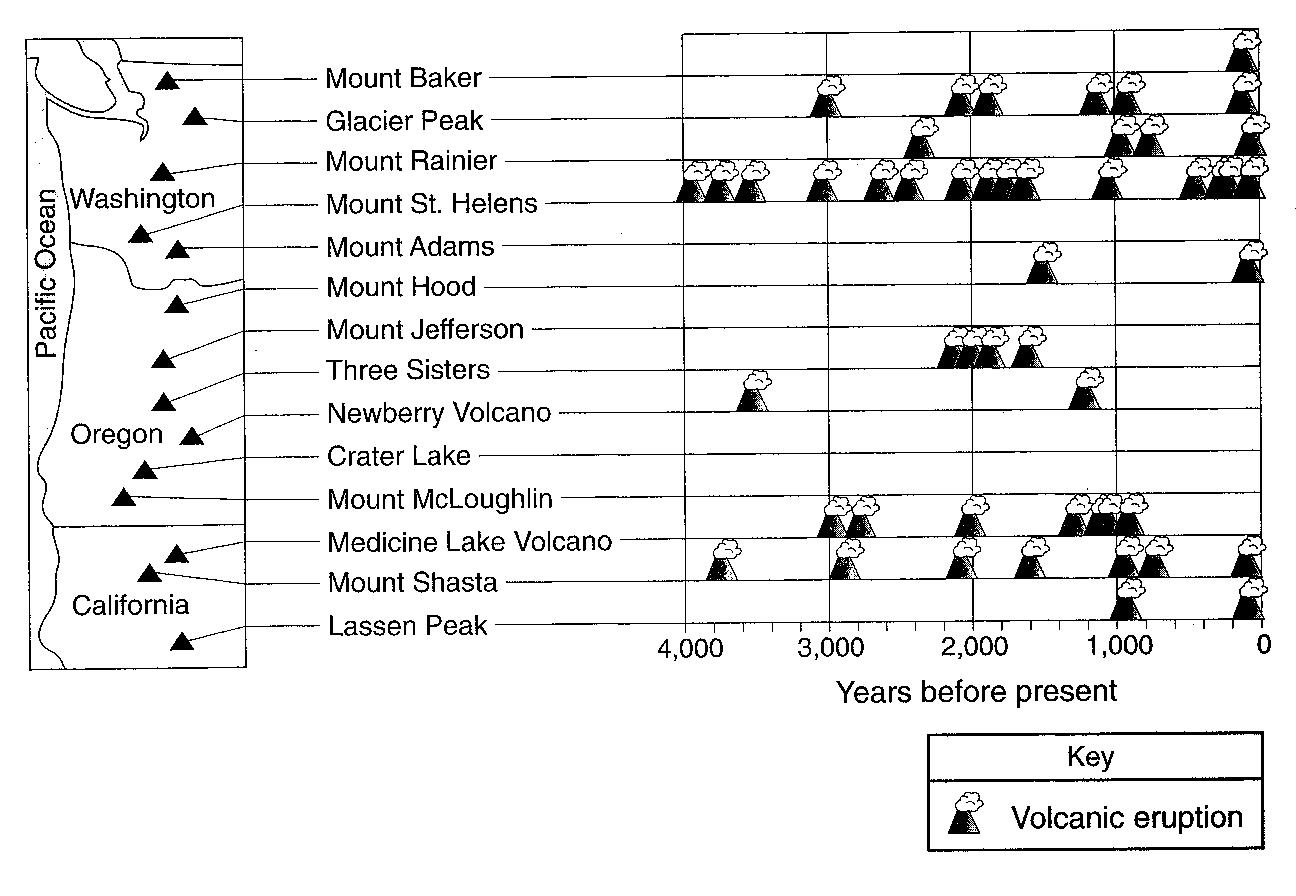 Mount Baker
Glacier Peak
Mount Rainier
Washington
Mount St. Helens
Mount Adams
Pacific Ocean
Mount Hood
Mount Jefferson
Three Sisters
Newberry Volcano
Oregon
Crater Lake
Mount McLoughlin
Medicine Lake Volcano
Mount Shasta
California
Lassen Peak
4,000 3,000 2,000 1,000 0
Years before present
Key
Volcanic eruption